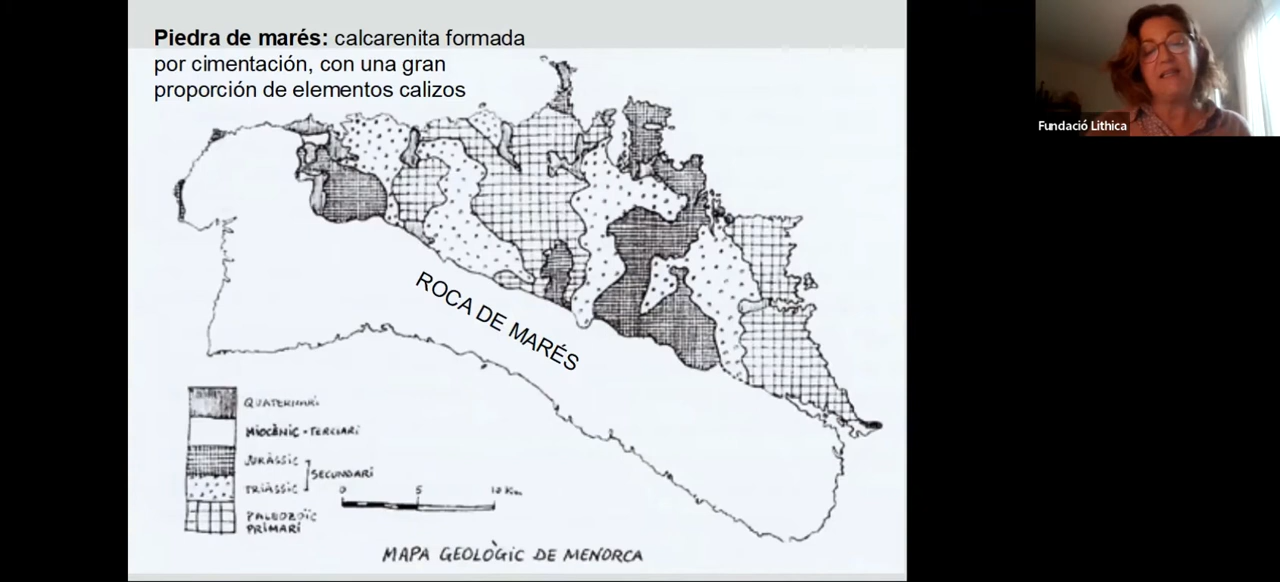 Piedra de marés: calcarenita formada
por cimentación, con una gran
proporción de elementos calizos
Fundació Lithica
ROCA DE MARÉS
QUATERNARI
MIOCÈNIC - TERCIARI
JURÀSSIC
SECUNDARI
TRIÀSSIC
PALEOZOÏC
PRIMARI
0 5 10 Km
MAPA GEOLÒGIC DE MENORCA